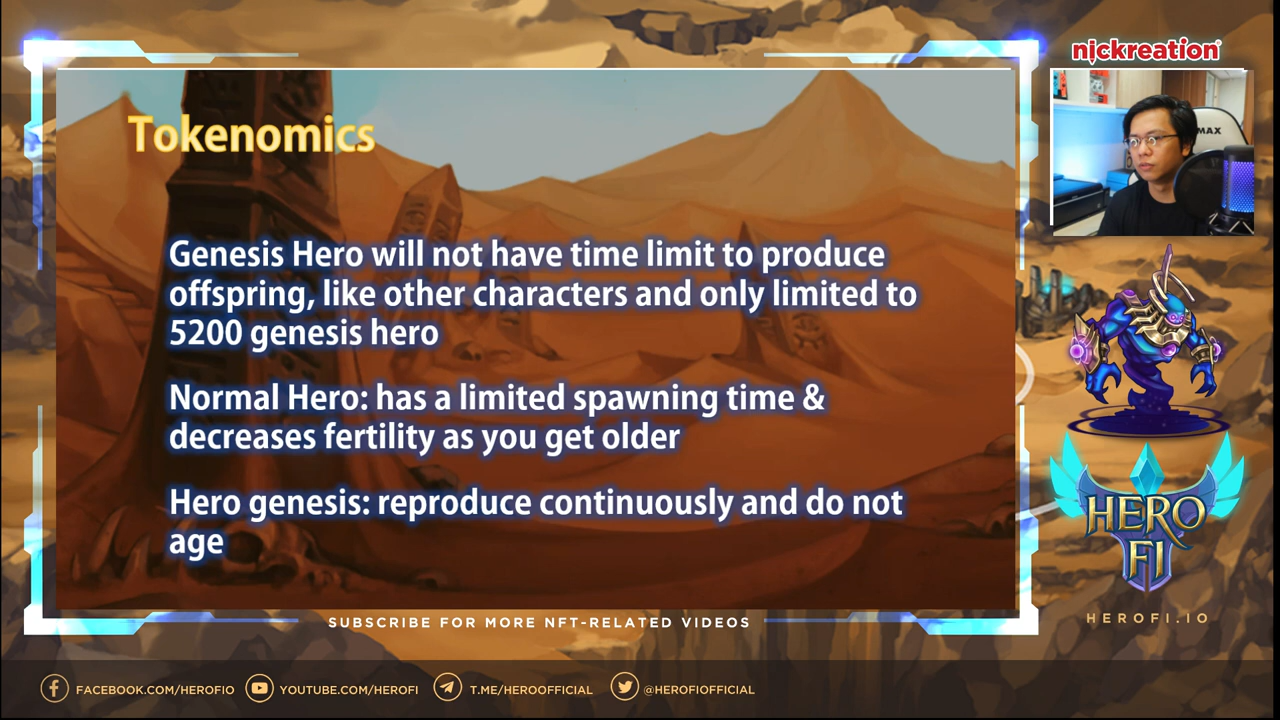 njckreation
MAX
Tokenomics
Genesis Hero will not have time limit to produce
offspring, like other characters and only limited to
5200 genesis hero
Normal Hero: has a limited spawning time &
decreases fertility as you get older
Hero genesis: reproduce continuously and do not
age
HERO
FI
HEROFI.IO
SUBSCRIBE FOR MORE NFT-RELATED VIDEOS
FACEBOOK.COM/HEROFIO
YOUTUBE.COM/HEROFI
T.ME/HEROOFFICIAL
@HEROFIOFFICIAL